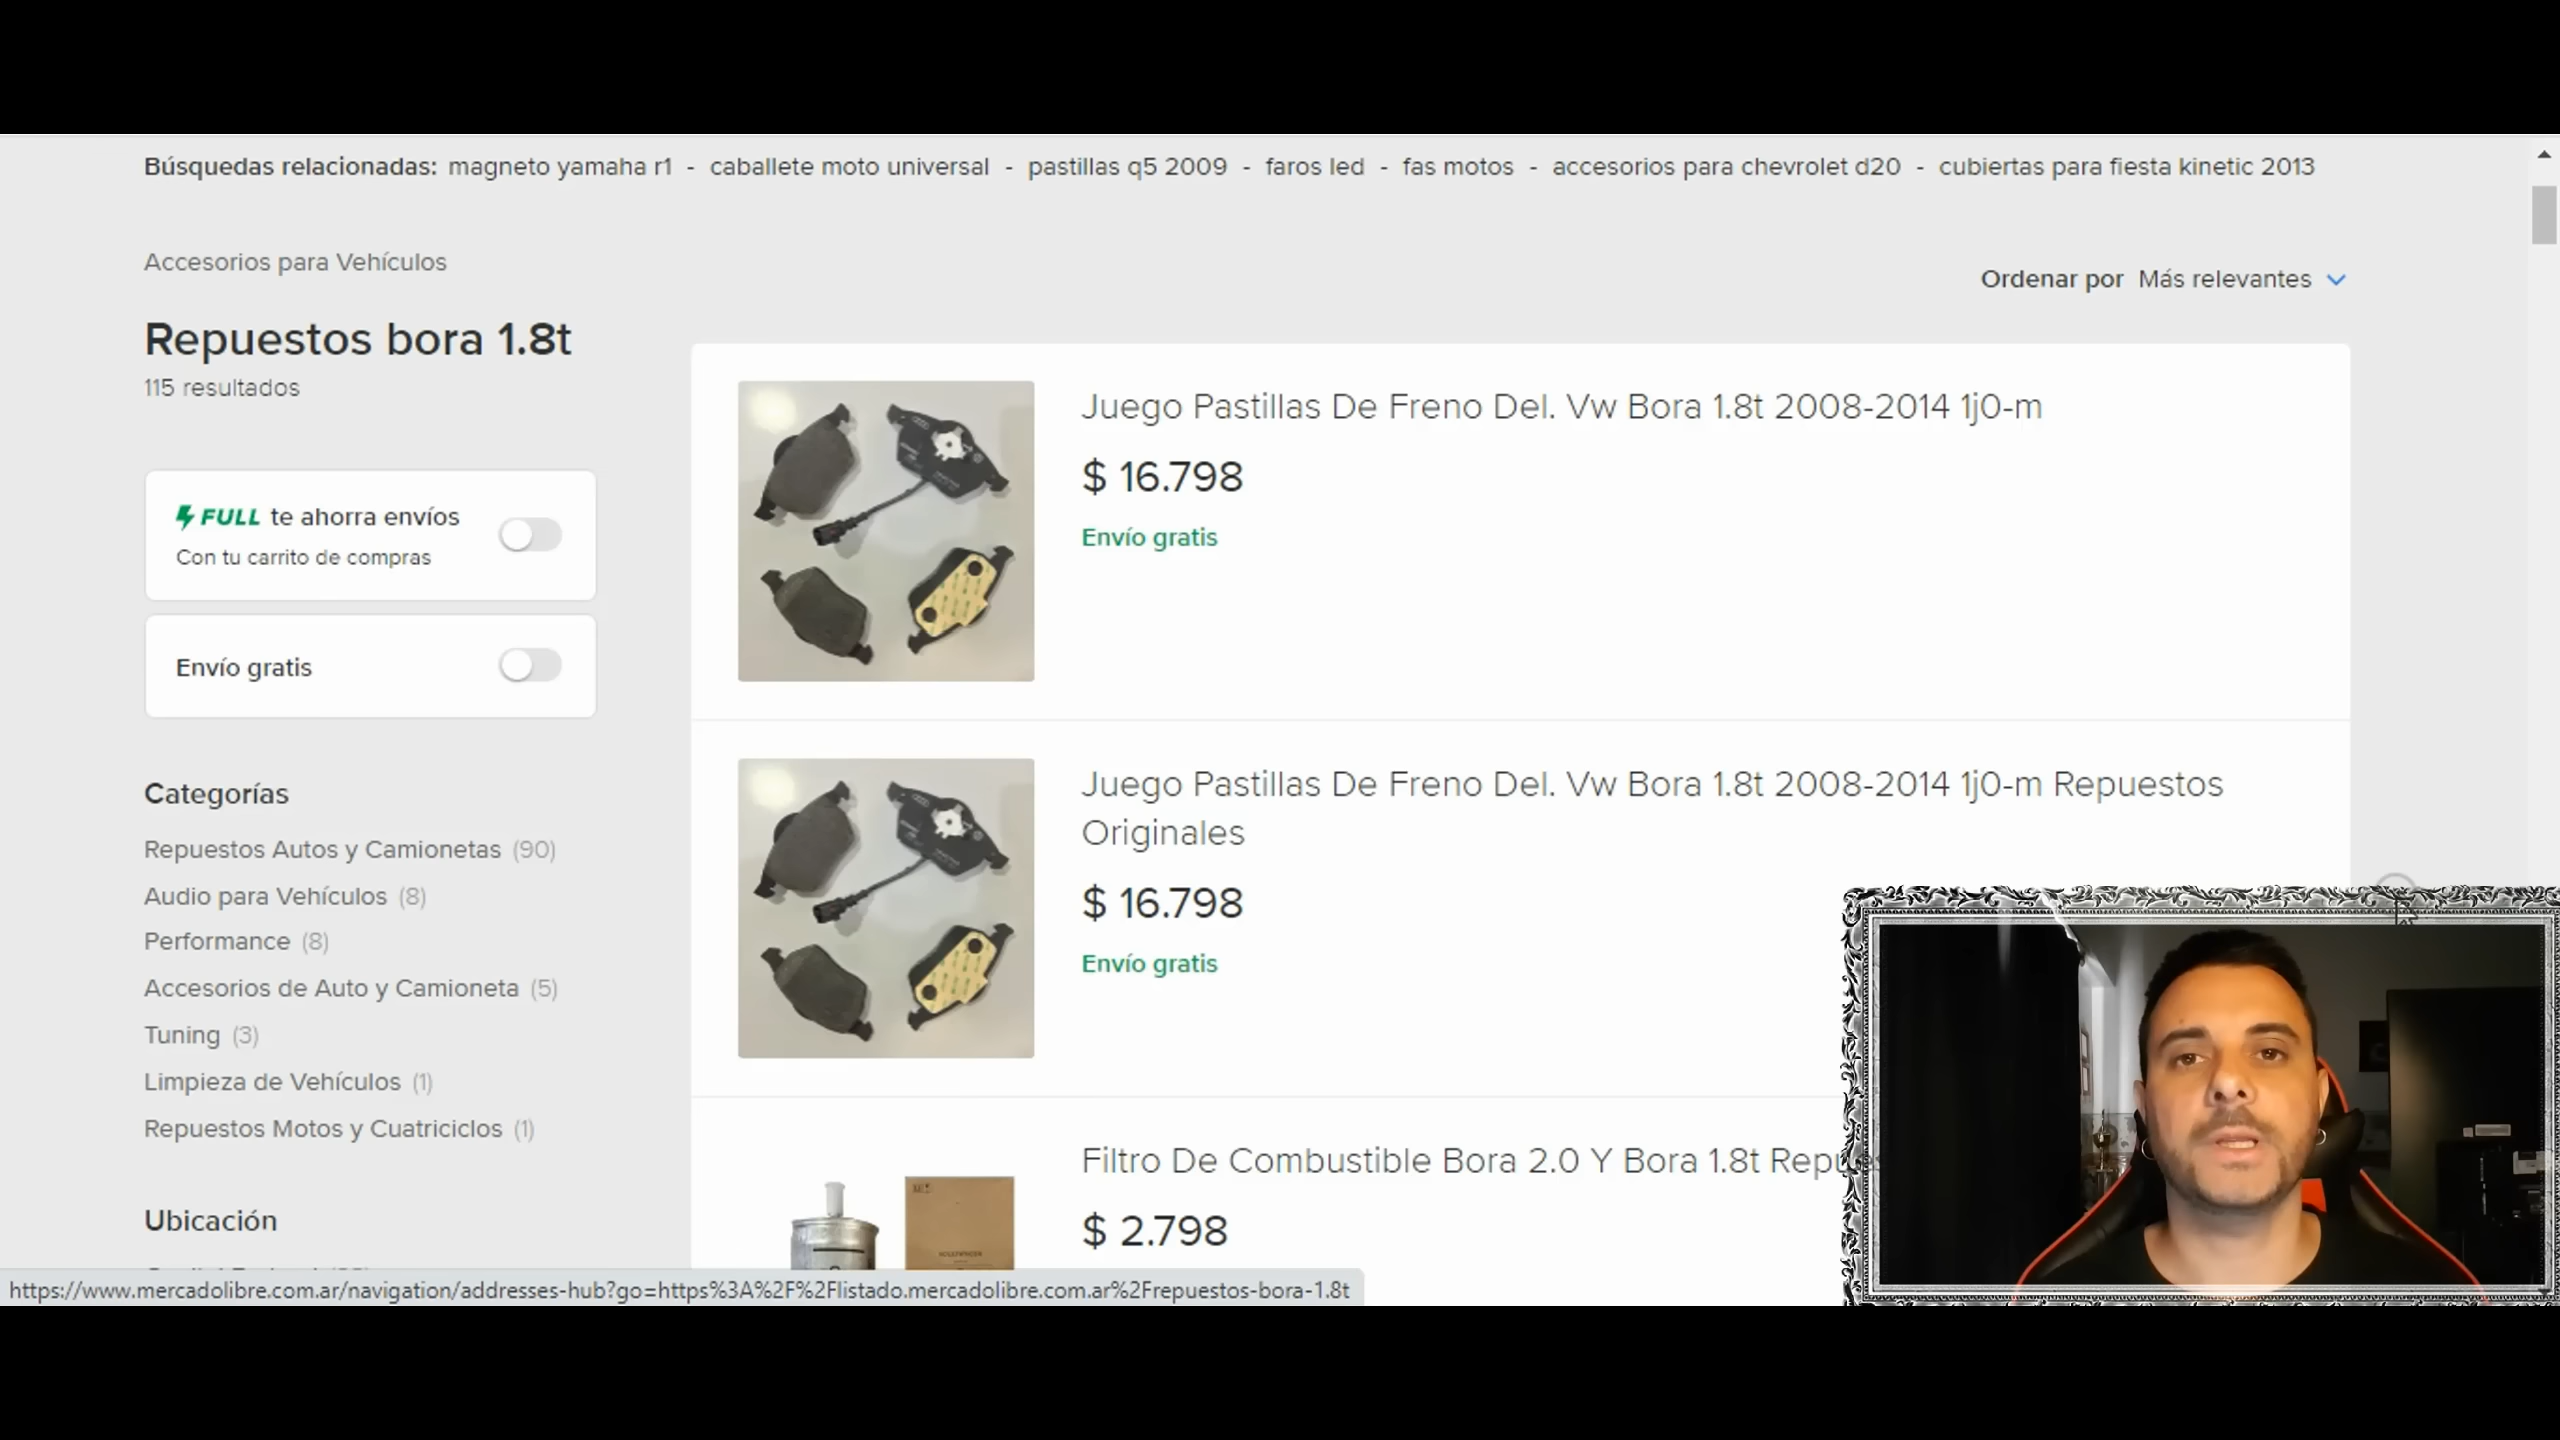 Búsquedas relacionadas: magneto yamaha r1 - caballete moto universal - pastillas q5 2009 - faros led - fas motos - accesorios para chevrolet d20 - cubiertas para fiesta kinetic 2013
Accesorios para Vehículos
Ordenar por Más relevantes
Repuestos bora 1.8t
115 resultados
FULL te ahorra envíos
Con tu carrito de compras
Envío gratis
Categorías
Repuestos Autos y Camionetas (90)
Audio para Vehículos (8)
Performance (8)
Accesorios de Auto y Camioneta (5)
Tuning (3)
Limpieza de Vehículos (1)
Repuestos Motos y Cuatriciclos (1)
Ubicación
Juego Pastillas De Freno Del. Vw Bora 1.8t 2008-2014 1j0-m
$ 16.798
Envío gratis
Juego Pastillas De Freno Del. Vw Bora 1.8t 2008-2014 1j0-m Repuestos
Originales
$ 16.798
Envío gratis
Filtro De Combustible Bora 2.0 Y Bora 1.8t
$ 2.798
https://www.mercadolibre.com.ar/navigation/addresses-hub?go=https%3A%2F%2Flistado.mercadolibre.com.ar%2Frepuestos-bora-1.8t